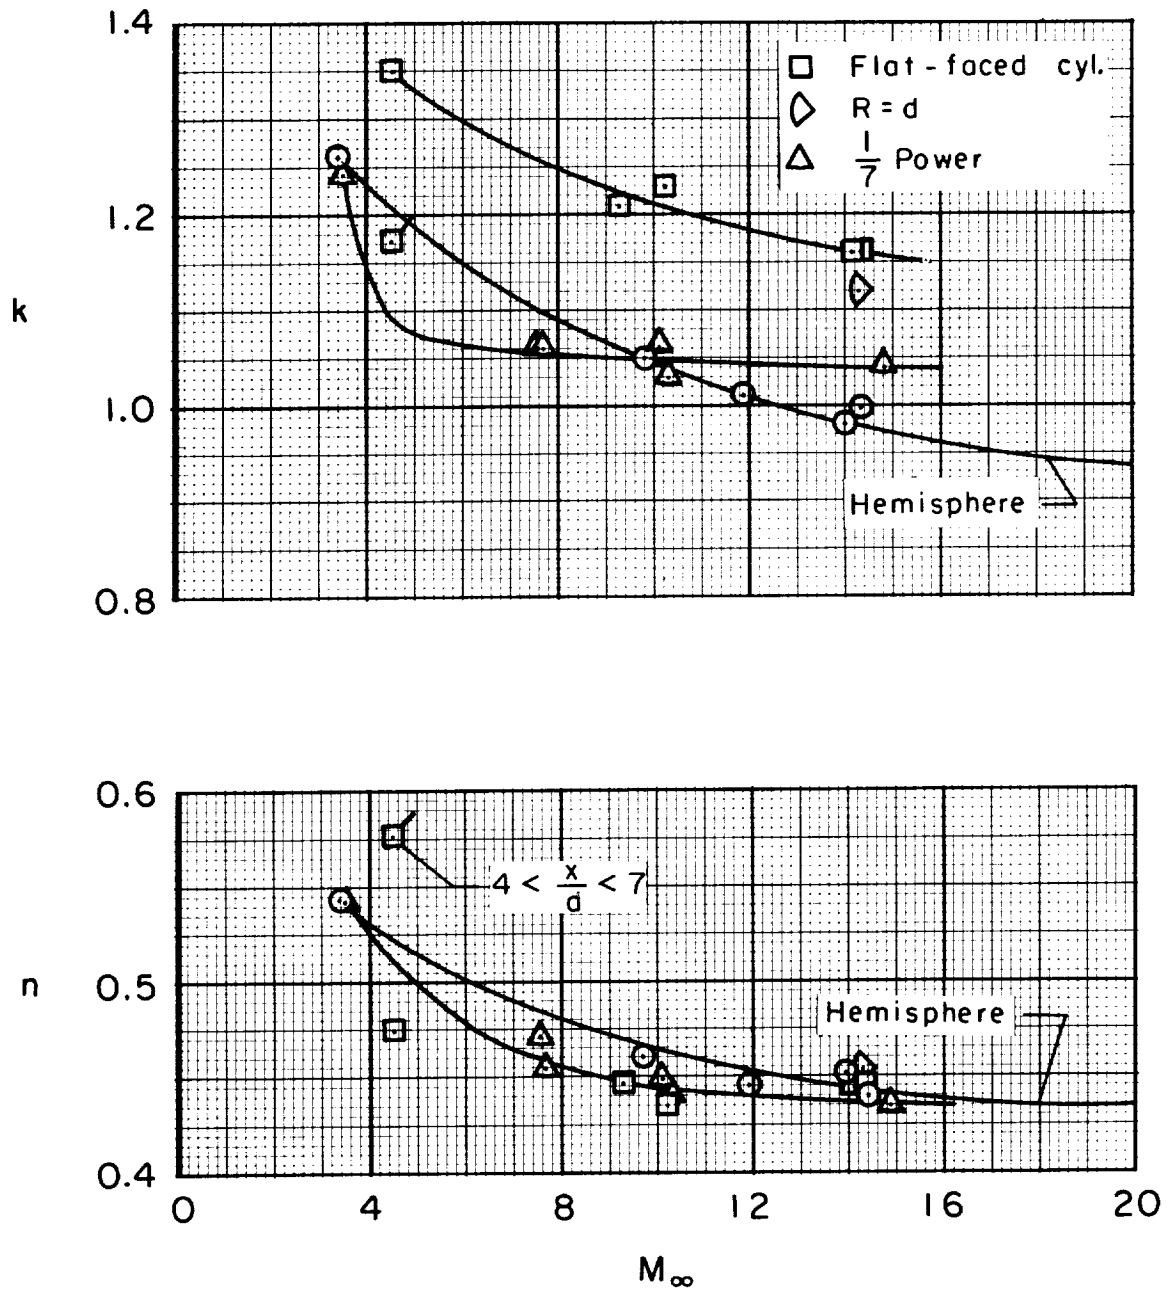 1.4
Flat-faced cyl.
R = d
1/7 Power
1.2
k
1.0
Hemisphere
0.8
0.6
4 < x/d < 7
n
0.5
Hemisphere
0.4
0 4 8 12 16 20
M∞